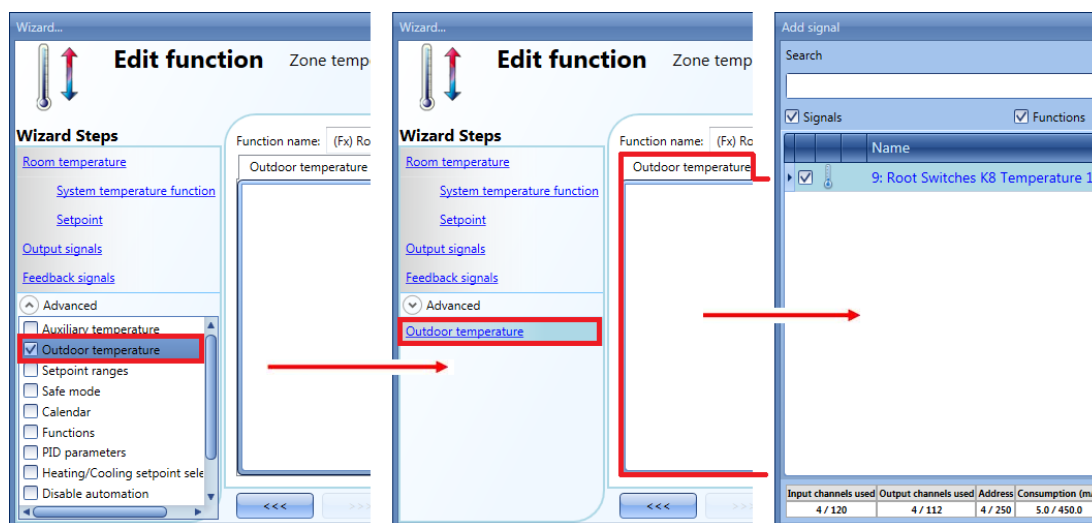 Wizard...
Edit function Zone temp
Wizard Steps
Room temperature
System temperature function
Setpoint
Output signals
Feedback signals
Advanced
Auxiliary temperature
Outdoor temperature
Setpoint ranges
Safe mode
Calendar
Functions
PID parameters
Heating/Cooling setpoint sele
Disable automation
Function name: (Fx) Ro
Outdoor temperature
<<<
>>>
Wizard...
Edit function Zone temp
Wizard Steps
Room temperature
System temperature function
Setpoint
Output signals
Feedback signals
Advanced
Outdoor temperature
Function name: (Fx) Ro
Outdoor temperature
<<<
>>>
Add signal
Search
Signals Functions
Name
9: Root Switches K8 Temperature 1
Input channels used Output channels used Address Consumption (ma
4 / 120 4 / 112 4 / 250 5.0 / 450.0